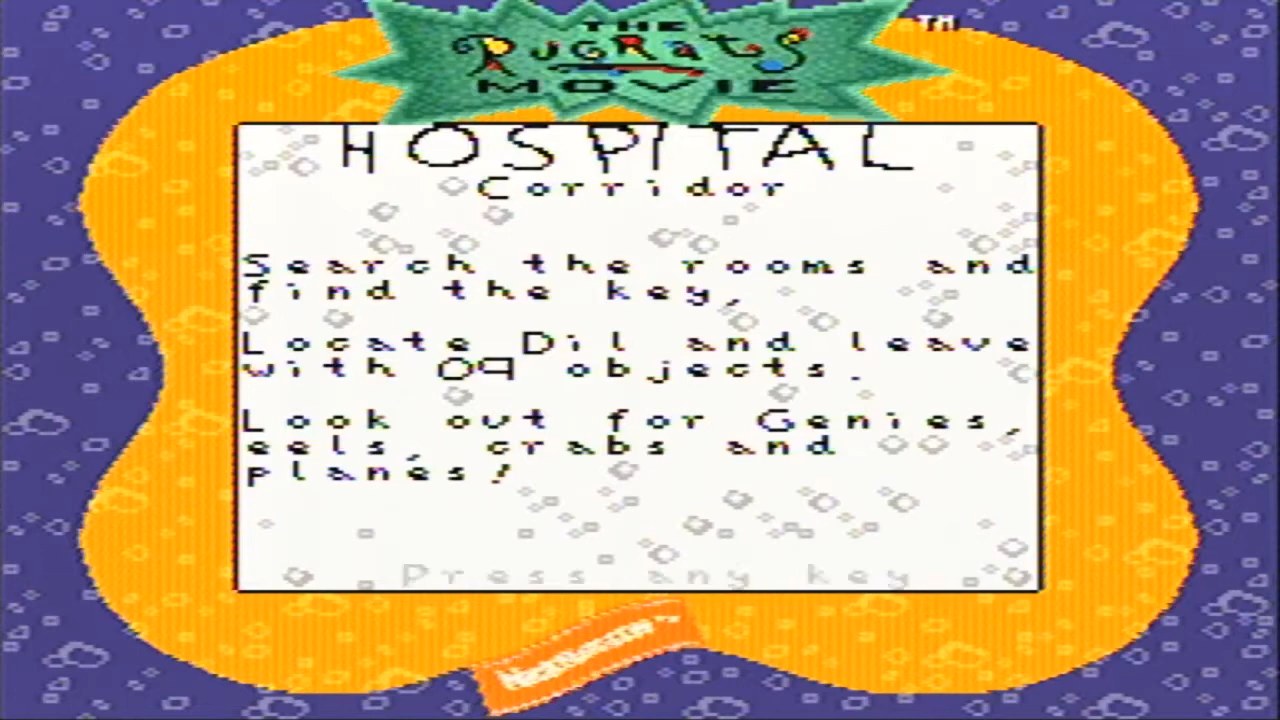 THE
RUGRATS
MOVIE
TM
HOSPITAL
Corridor
Search the rooms and
find the key,
Locate Dil and leave
with 09 objects.
Look out for Genies,
eels, crabs and
planes!
Press any key
NICKELODEON™